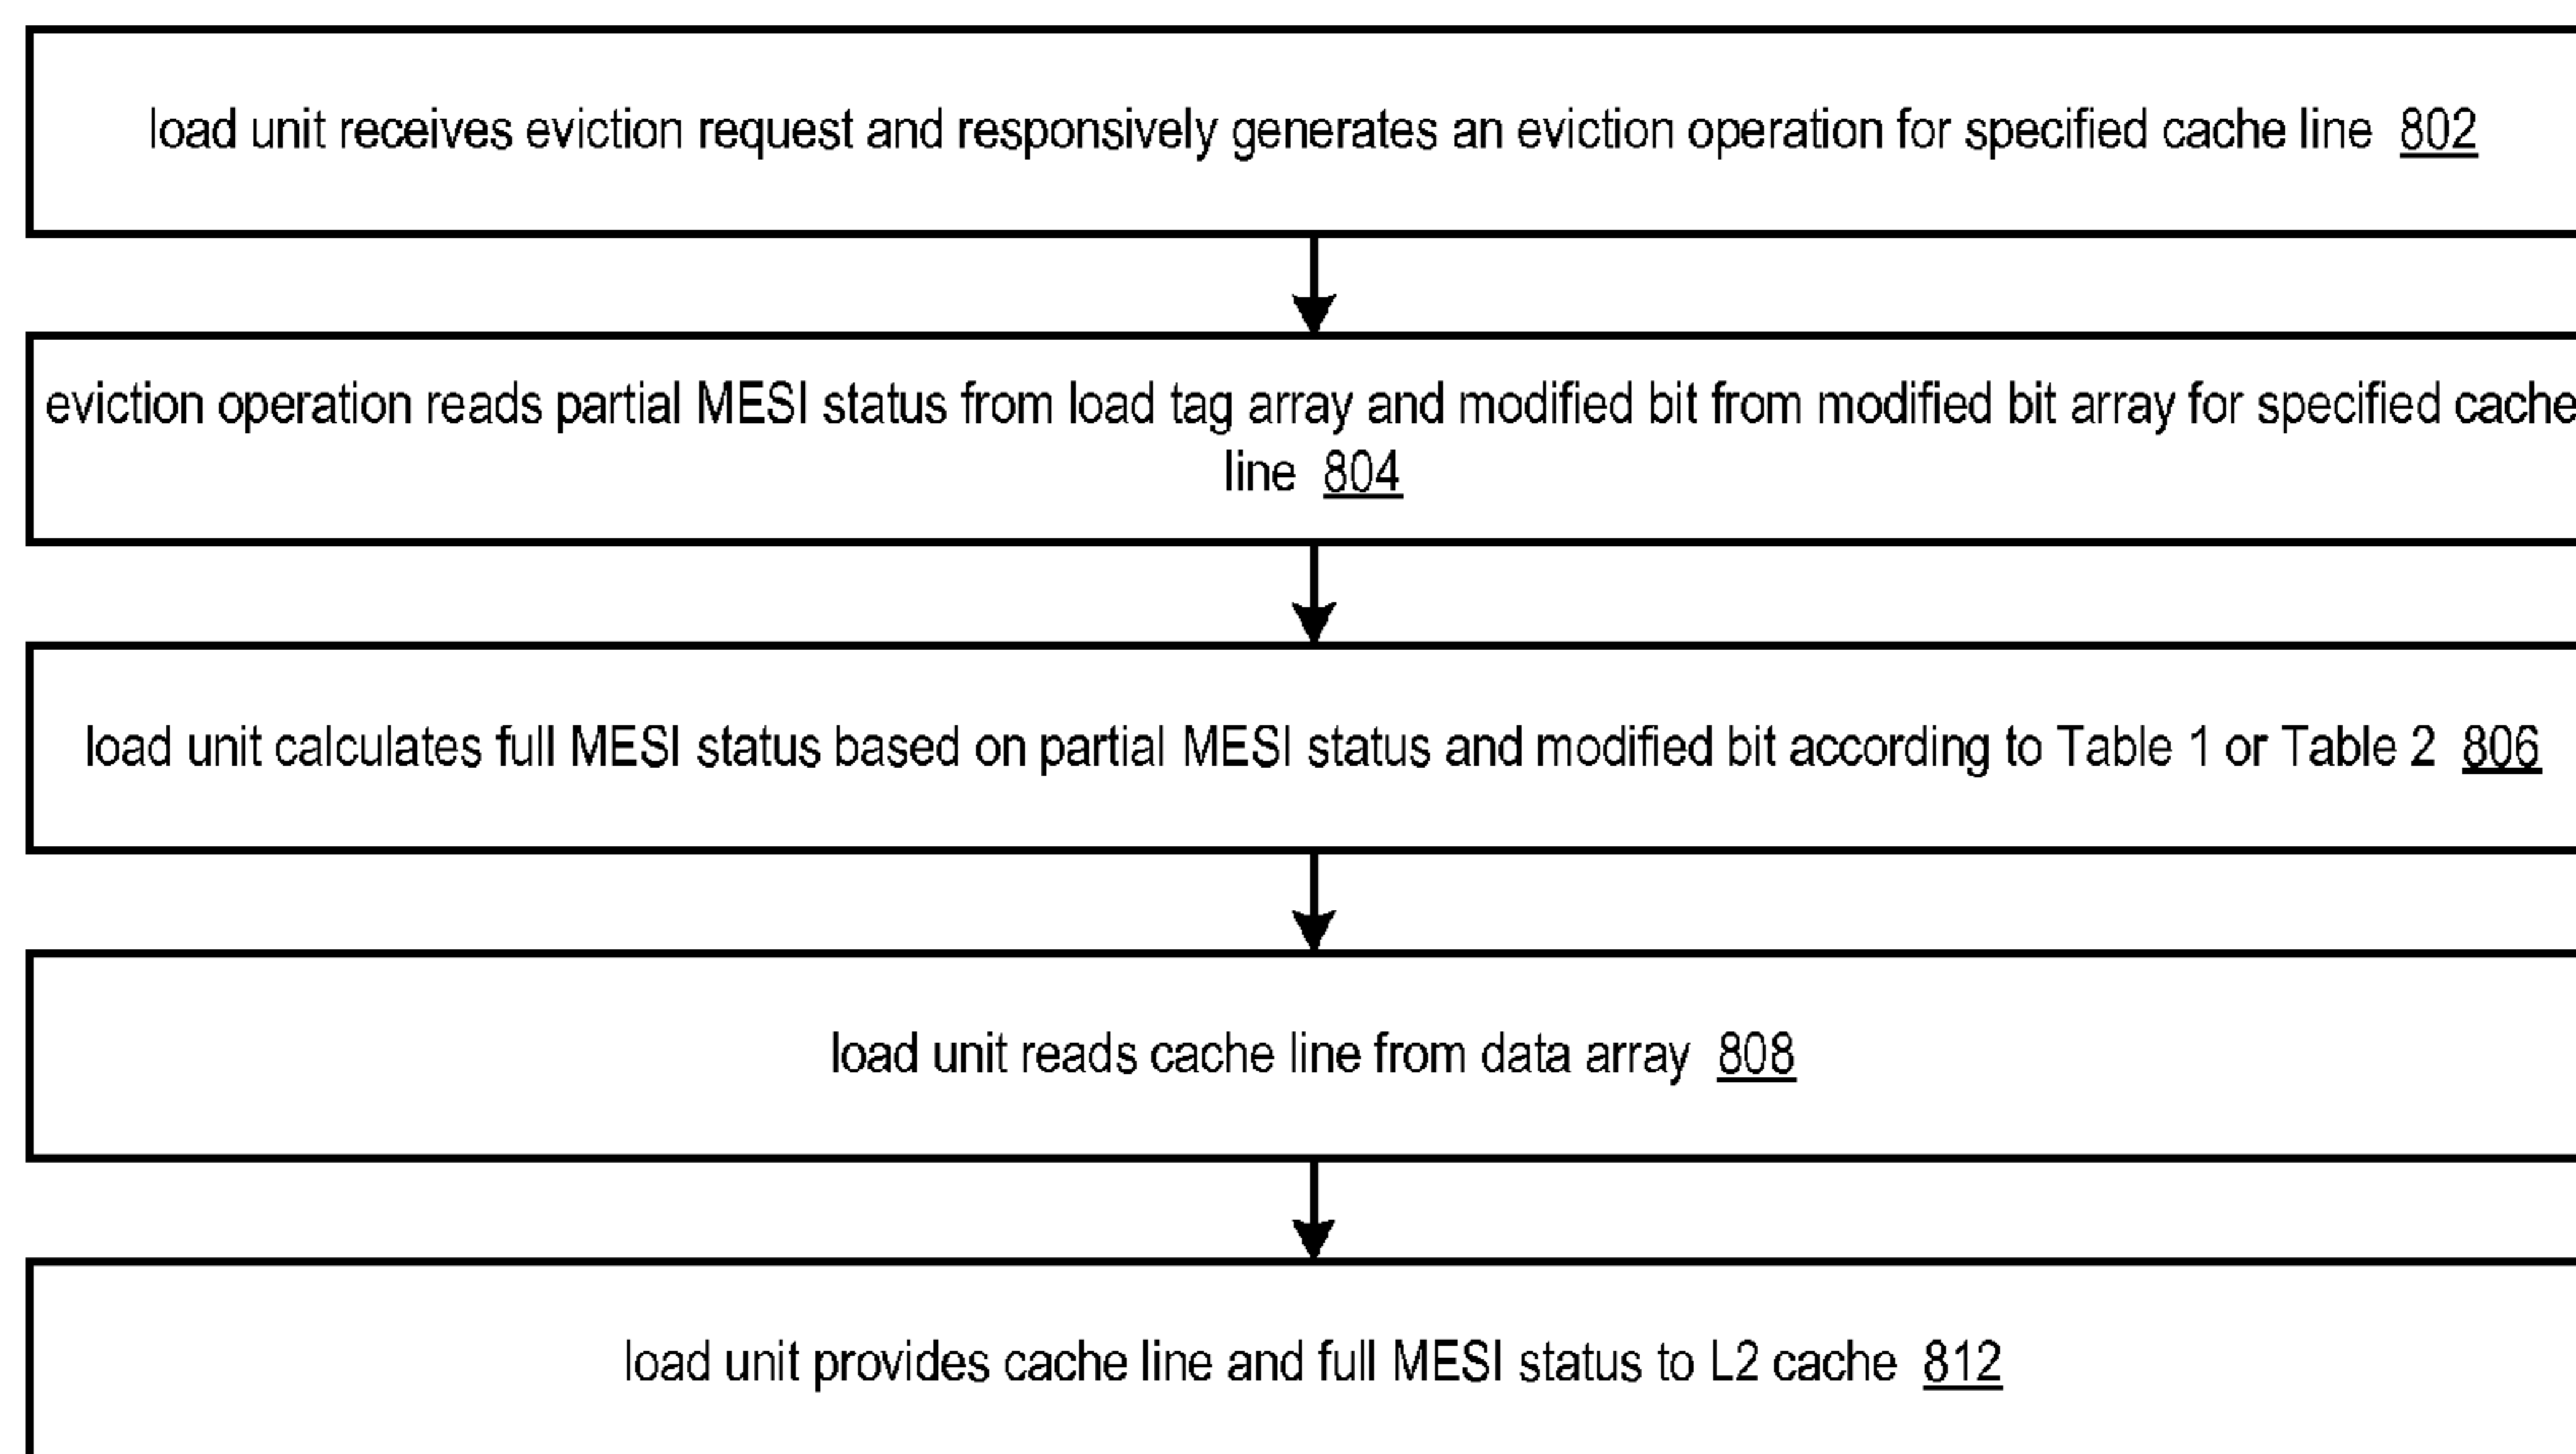 load unit receives eviction request and responsively generates an eviction operation for specified cache line 802
eviction operation reads partial MESI status from load tag array and modified bit from modified bit array for specified cache
line 804
load unit calculates full MESI status based on partial MESI status and modified bit according to Table 1 or Table 2 806
load unit reads cache line from data array 808
load unit provides cache line and full MESI status to L2 cache 812